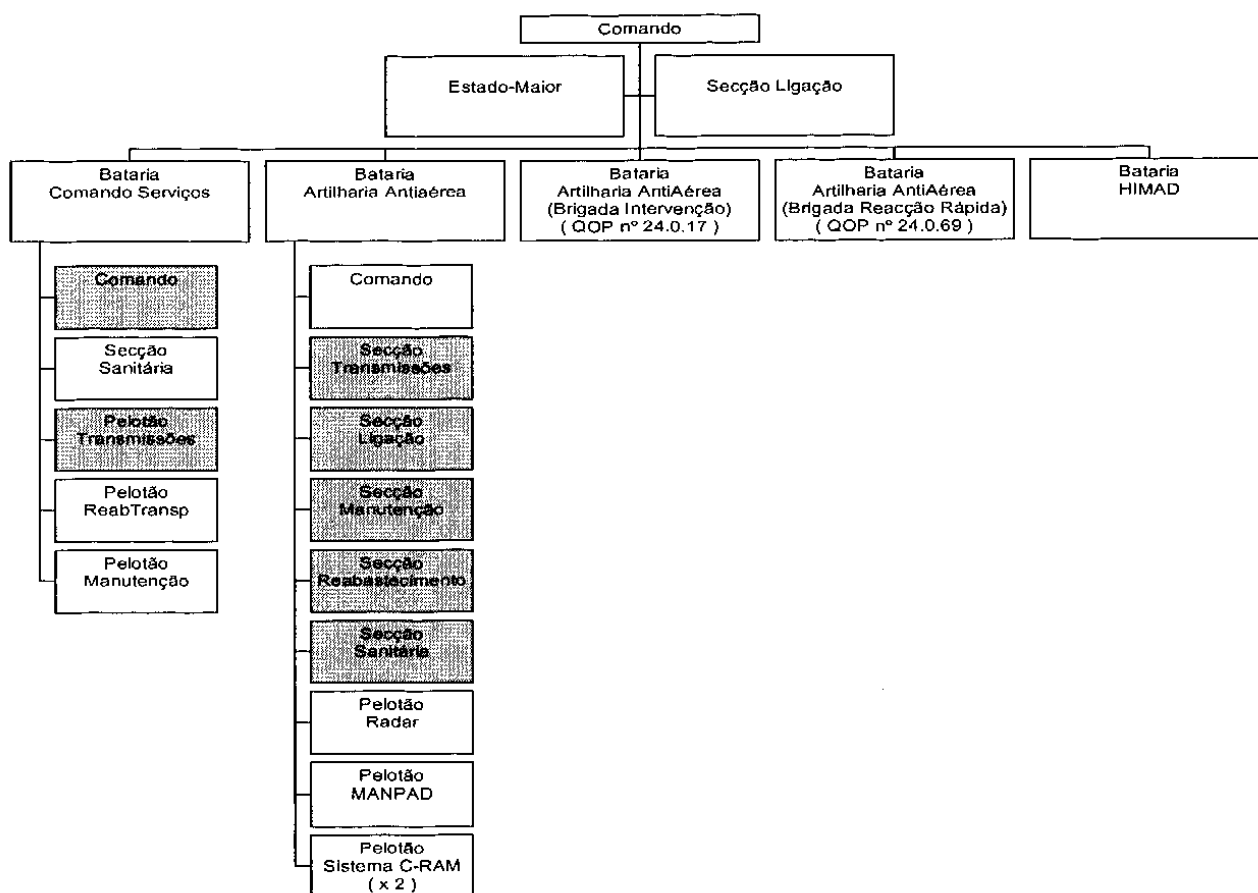 Comando
Estado-Maior
Secção Ligação
Bataria
Comando Serviços
Bataria
Artilharia Antiaérea
Bataria
Artilharia AntiAérea
(Brigada Intervenção)
( QOP nº 24.0.17 )
Bataria
Artilharia AntiAérea
(Brigada Reacção Rápida)
( QOP nº 24.0.69 )
Bataria
HIMAD
Comando
Secção
Sanitária
Pelotão
Transmissões
Pelotão
ReabTransp
Pelotão
Manutenção
Comando
Secção
Transmissões
Secção
Ligação
Secção
Manutenção
Secção
Reabastecimento
Secção
Sanitária
Pelotão
Radar
Pelotão
MANPAD
Pelotão
Sistema C-RAM
( x 2 )